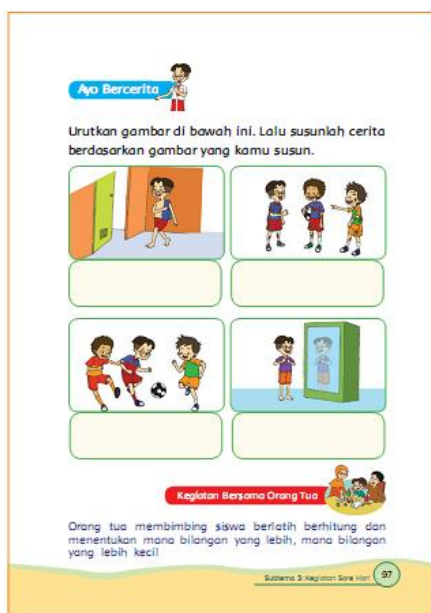 Ayo Bercerita
Urutkan gambar di bawah ini. Lalu susunlah cerita
berdasarkan gambar yang kamu susun.
Kegiatan Bersama Orang Tua
Orang tua membimbing siswa berlatih berhitung dan
menentukan mana bilangan yang lebih, mana bilangan
yang lebih kecil
Subtema 3: Kegiatan Sore Hari
97